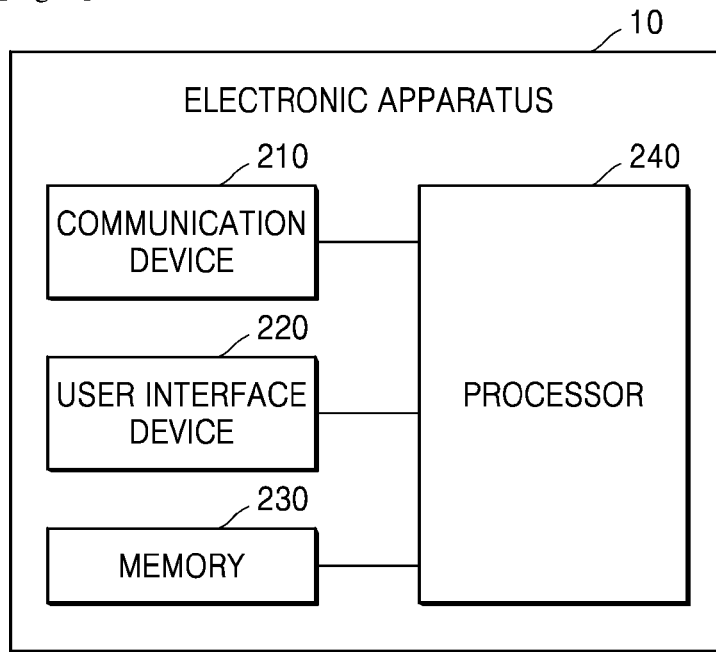 10
ELECTRONIC APPARATUS
210
240
COMMUNICATION
DEVICE
220
USER INTERFACE
DEVICE
PROCESSOR
230
MEMORY